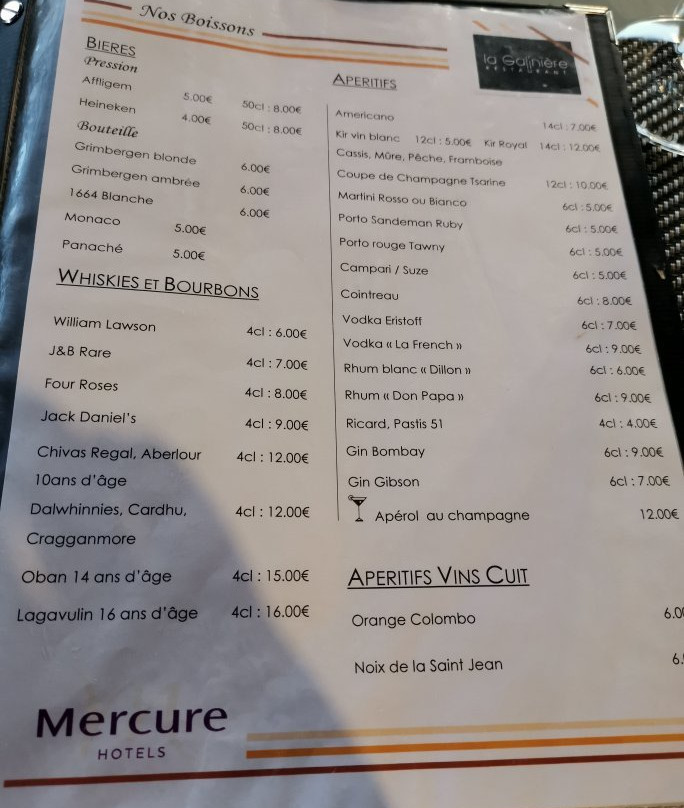 Nos Boissons
la Galinière
RESTAURANT
BIERES
Pression
Affligem 5.00€ 50cl : 8.00€
Heineken 4.00€ 50cl : 8.00€
Bouteille
Grimbergen blonde 6.00€
Grimbergen ambrée 6.00€
1664 Blanche 6.00€
Monaco 5.00€
Panaché 5.00€
WHISKIES ET BOURBONS
William Lawson 4cl : 6.00€
J&B Rare 4cl : 7.00€
Four Roses 4cl : 8.00€
Jack Daniel's 4cl : 9.00€
Chivas Regal, Aberlour 4cl : 12.00€
10ans d'âge
Dalwhinnies, Cardhu, 4cl : 12.00€
Cragganmore
Oban 14 ans d'âge 4cl : 15.00€
Lagavulin 16 ans d'âge 4cl : 16.00€
APERITIFS
Americano 14cl : 7.00€
Kir vin blanc 12cl : 5.00€ Kir Royal 14cl : 12.00€
Cassis, Mûre, Pêche, Framboise
Coupe de Champagne Tsarine 12cl : 10.00€
Martini Rosso ou Bianco 6cl : 5.00€
Porto Sandeman Ruby 6cl : 5.00€
Porto rouge Tawny 6cl : 5.00€
Campari / Suze 6cl : 5.00€
Cointreau 6cl : 8.00€
Vodka Eristoff 6cl : 7.00€
Vodka « La French » 6cl : 9.00€
Rhum blanc « Dillon » 6cl : 6.00€
Rhum « Don Papa » 6cl : 9.00€
Ricard, Pastis 51 4cl : 4.00€
Gin Bombay 6cl : 9.00€
Gin Gibson 6cl : 7.00€
Apérol au champagne 12.00€
APERITIFS VINS CUIT
Orange Colombo 6.00
Noix de la Saint Jean 6.
Mercure
HOTELS